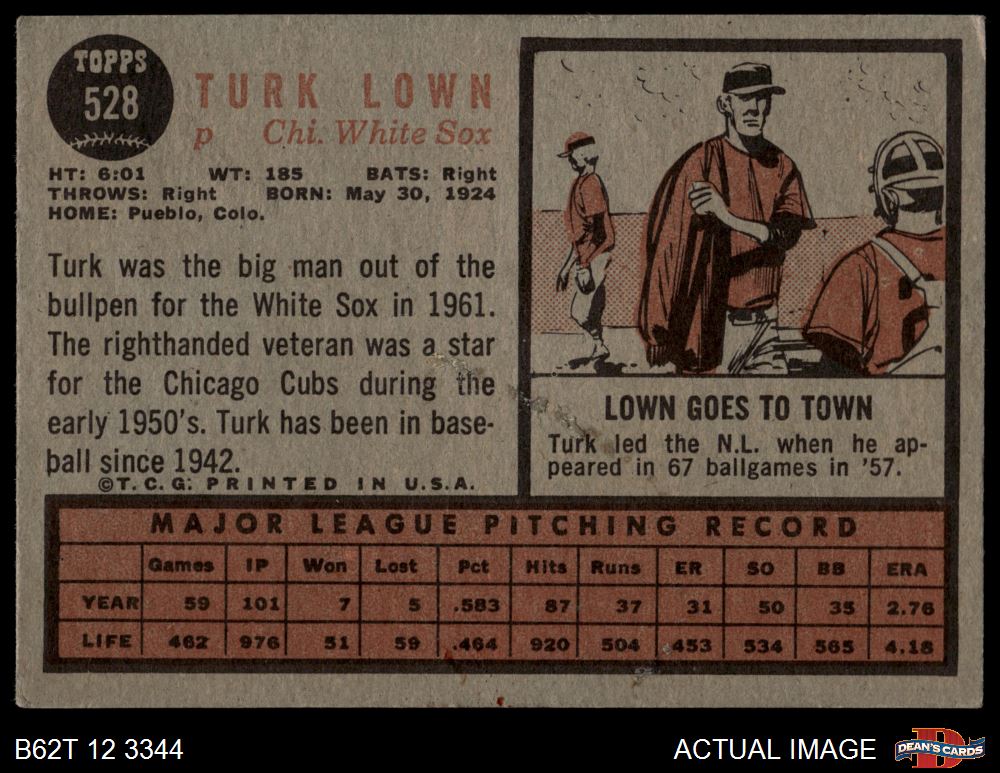 TOPPS
528
TURK LOWN
p Chi. White Sox
HT: 6:01 WT: 185 BATS: Right
THROWS: Right BORN: May 30, 1924
HOME: Pueblo, Colo.
Turk was the big man out of the
bullpen for the White Sox in 1961.
The righthanded veteran was a star
for the Chicago Cubs during the
early 1950's. Turk has been in base-
ball since 1942.
©T. C. G. PRINTED IN U.S.A.
LOWN GOES TO TOWN
Turk led the N.L. when he ap-
peared in 67 ballgames in '57.
MAJOR LEAGUE PITCHING RECORD
Games IP Won Lost Pct Hits Runs ER SO BB ERA
YEAR 59 101 7 5 .583 87 37 31 50 35 2.76
LIFE 462 976 51 59 .464 920 504 453 534 565 4.18
B62T 12 3344
ACTUAL IMAGE
D
DEAN'S CARDS